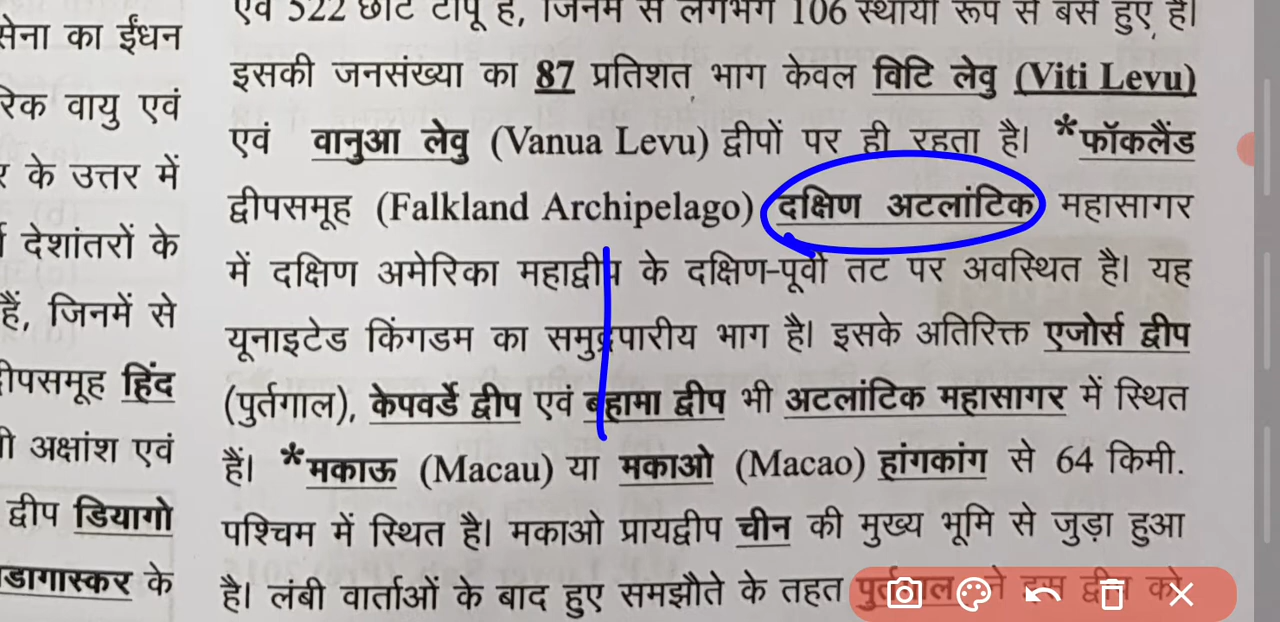 सेना का ईंधन
रिक वायु एवं
र के उत्तर में
देशांतरों के
हैं, जिनमें से
द्वीपसमूह हिंद
अक्षांश एवं
द्वीप डियागो
डागास्कर के
एवं 522 छोटे टापू हैं, जिनमें से लगभग 106 स्थायी रूप से बसे हुए हैं।
इसकी जनसंख्या का 87 प्रतिशत भाग केवल विटि लेवु (Viti Levu)
एवं वानुआ लेवु (Vanua Levu) द्वीपों पर ही रहता है। *फॉकलैंड
द्वीपसमूह (Falkland Archipelago) दक्षिण अटलांटिक महासागर
में दक्षिण अमेरिका महाद्वीप के दक्षिण-पूर्वी तट पर अवस्थित है। यह
यूनाइटेड किंगडम का समुद्रपारीय भाग है। इसके अतिरिक्त एजोर्स द्वीप
(पुर्तगाल), केपवर्डे द्वीप एवं बहामा द्वीप भी अटलांटिक महासागर में स्थित
हैं। *मकाऊ (Macau) या मकाओ (Macao) हांगकांग से 64 किमी.
पश्चिम में स्थित है। मकाओ प्रायद्वीप चीन की मुख्य भूमि से जुड़ा हुआ
है। लंबी वार्ताओं के बाद हुए समझौते के तहत पुर्तगाल ने इस द्वीप को